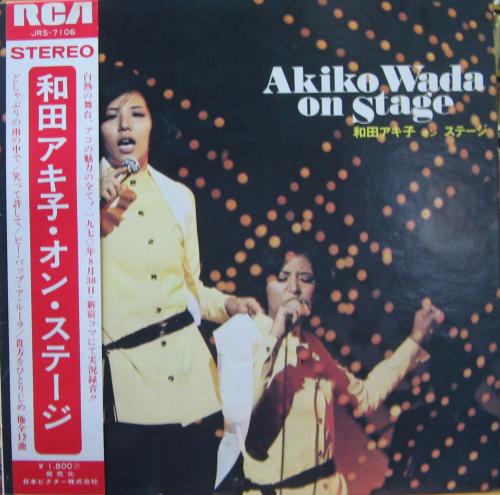 RCA
JRS-7106
STEREO
和田アキ子・オン・ステージ
白熱の舞台、アコの魅力の全て！一九七〇年8月30日・新宿コマにて実況録音!!
どしゃぶりの雨の中で／笑って許して／ビー・バップ・ア・ルーラ／貴方をひとりじめ 他全12曲
¥1,800
発売元
日本ビクター株式会社
Akiko Wada
on Stage
和田アキ子 オン ステージ